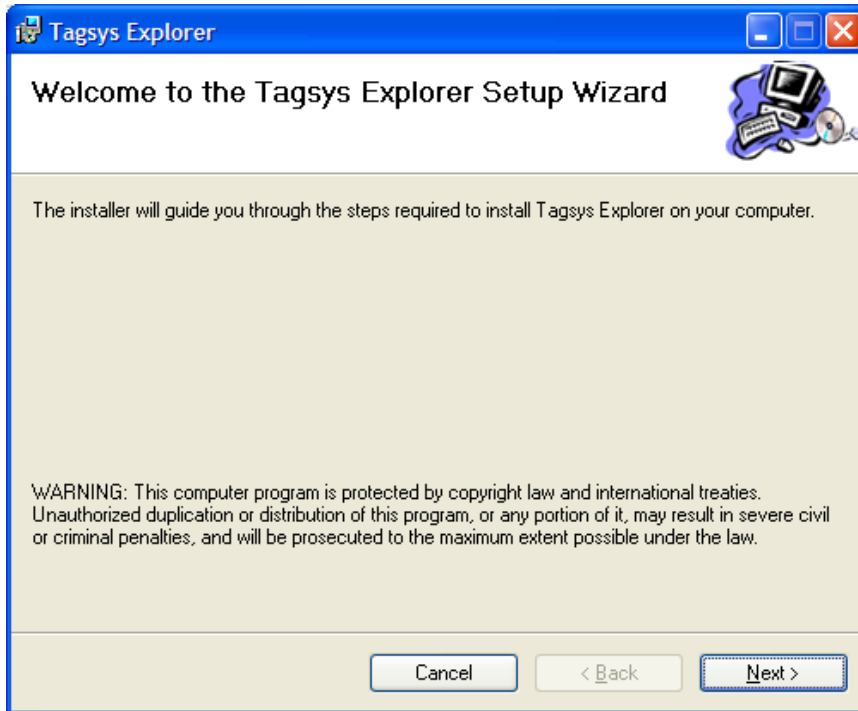 Tagsys Explorer
Welcome to the Tagsys Explorer Setup Wizard
The installer will guide you through the steps required to install Tagsys Explorer on your computer.
WARNING: This computer program is protected by copyright law and international treaties.
Unauthorized duplication or distribution of this program, or any portion of it, may result in severe civil
or criminal penalties, and will be prosecuted to the maximum extent possible under the law.
Cancel < Back Next >